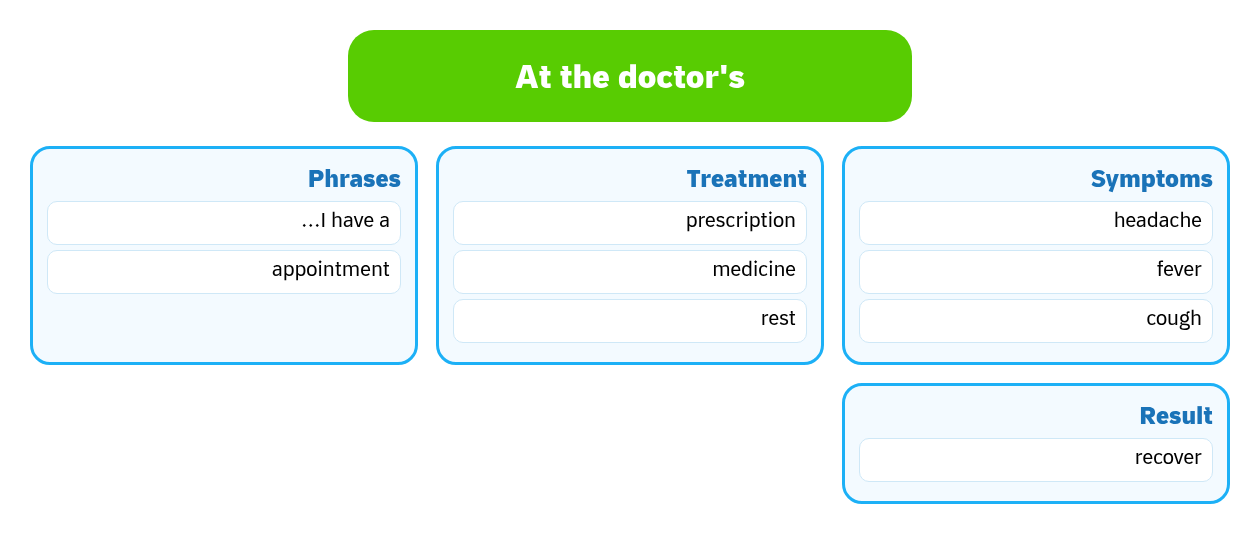 At the doctor's
Symptoms
headache
fever
cough
Treatment
prescription
medicine
rest
Phrases
…I have a
appointment
Result
recover